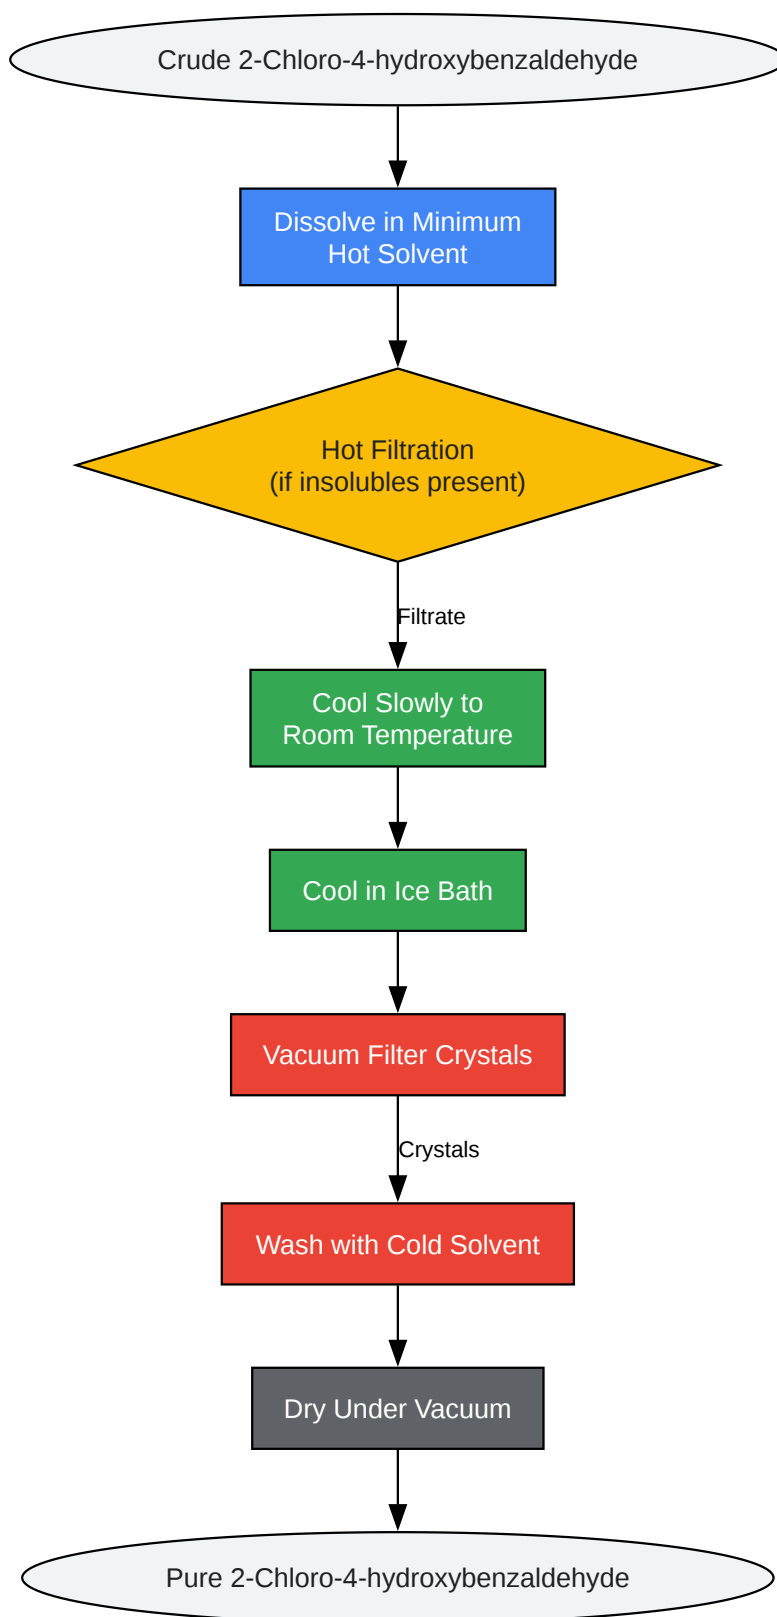 Crude 2-Chloro-4-hydroxybenzaldehyde
Dissolve in Minimum
Hot Solvent
Hot Filtration
(if insolubles present)
Filtrate
Cool Slowly to
Room Temperature
Cool in Ice Bath
Vacuum Filter Crystals
Crystals
Wash with Cold Solvent
Dry Under Vacuum
Pure 2-Chloro-4-hydroxybenzaldehyde